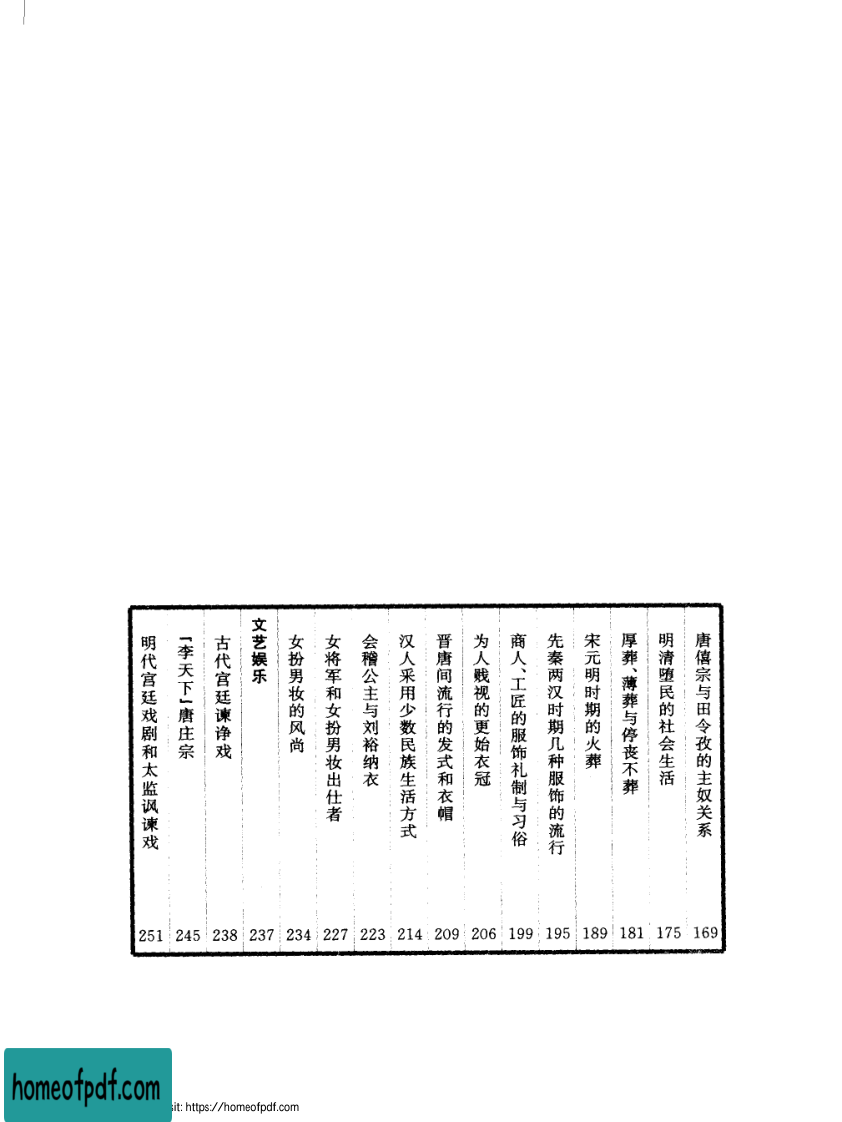 唐僖宗与田令孜的主奴关系 169
明清堕民的社会生活 175
厚葬、薄葬与停丧不葬 181
宋元明时期的火葬 189
先秦两汉时期几种服饰的流行 195
商人、工匠的服饰礼制与习俗 199
为人贱视的更始衣冠 206
晋唐间流行的发式和衣帽 209
汉人采用少数民族生活方式 214
会稽公主与刘裕纳衣 223
女将军和女扮男妆出仕者 227
女扮男妆的风尚 234
文艺娱乐 237
古代宫廷谏诤戏 238
「李天下」唐庄宗 245
明代宫廷戏剧和太监讽谏戏 251
homeofpdf.com
sit: https://homeofpdf.com